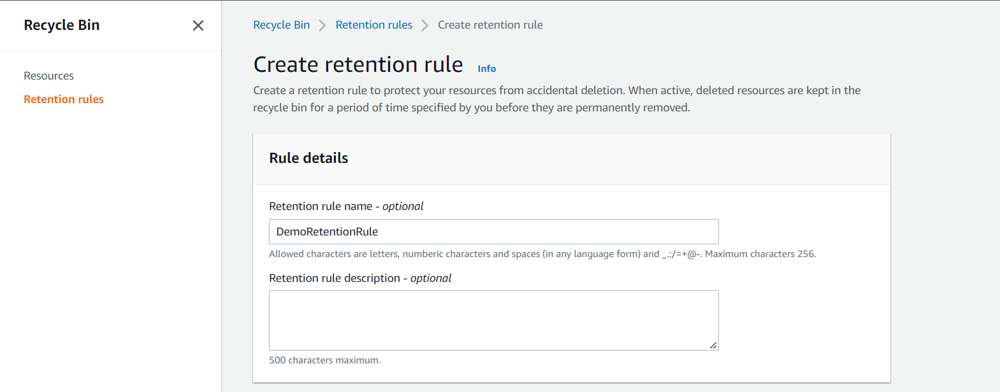 Recycle Bin
Resources
Retention rules
Recycle Bin Retention rules Create retention rule
Create retention rule Info
Create a retention rule to protect your resources from accidental deletion. When active, deleted resources are kept in the
recycle bin for a period of time specified by you before they are permanently removed.
Rule details
Retention rule name - optional
DemoRetentionRule
Allowed characters are letters, numberic characters and spaces (in any language form) and _.:/=+@-. Maximum characters 256.
Retention rule description - optional
500 characters maximum.